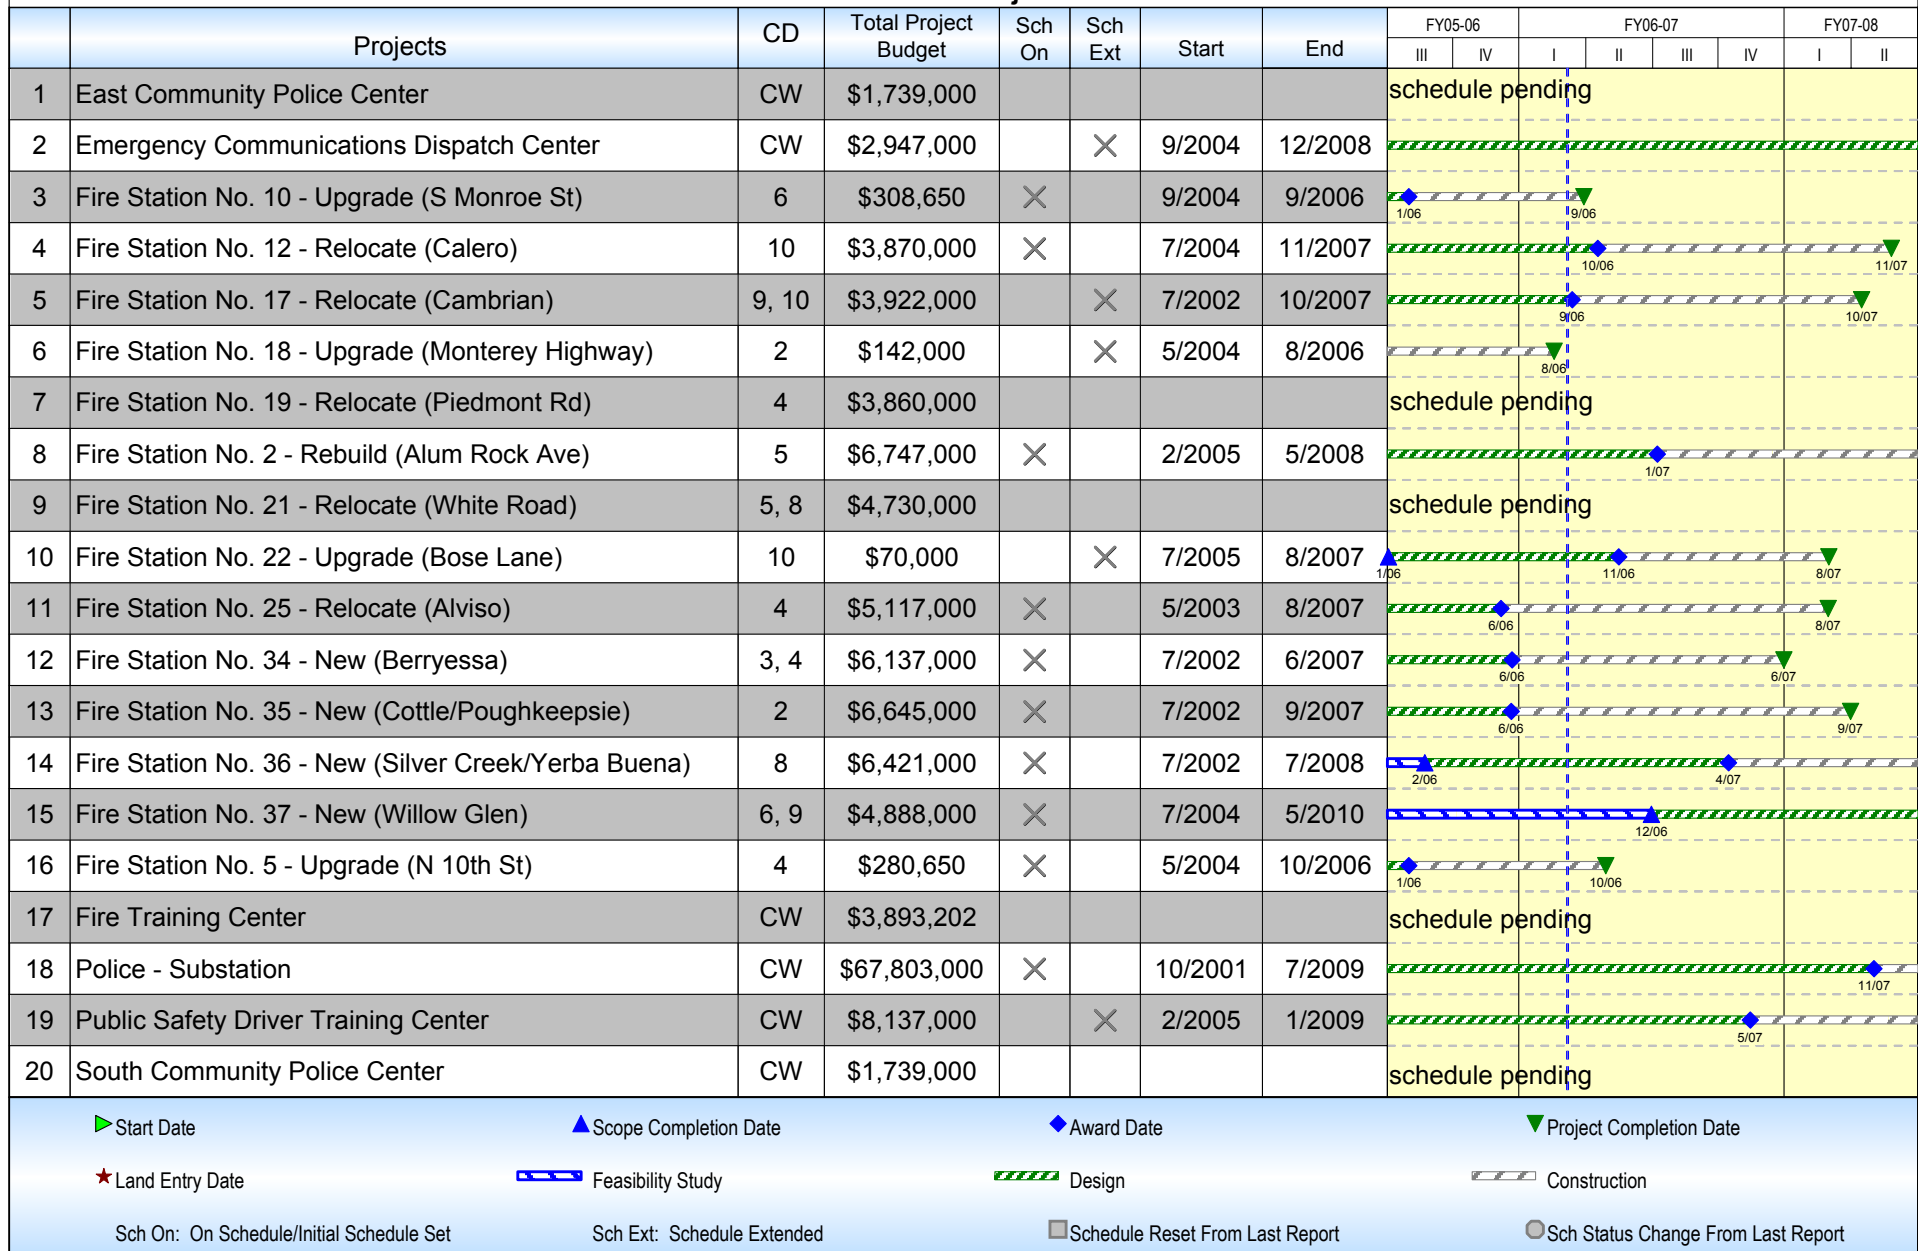 Projects CD Total Project Budget Sch On Sch Ext Start End FY05-06 FY06-07 FY07-08
III IV I II III IV I II
1 East Community Police Center CW $1,739,000 schedule pending
2 Emergency Communications Dispatch Center CW $2,947,000 9/2004 12/2008
3 Fire Station No. 10 - Upgrade (S Monroe St) 6 $308,650 9/2004 9/2006
1/06 9/06
4 Fire Station No. 12 - Relocate (Calero) 10 $3,870,000 7/2004 11/2007
10/06 11/07
5 Fire Station No. 17 - Relocate (Cambrian) 9, 10 $3,922,000 7/2002 10/2007
9/06 10/07
6 Fire Station No. 18 - Upgrade (Monterey Highway) 2 $142,000 5/2004 8/2006
8/06
7 Fire Station No. 19 - Relocate (Piedmont Rd) 4 $3,860,000 schedule pending
8 Fire Station No. 2 - Rebuild (Alum Rock Ave) 5 $6,747,000 2/2005 5/2008
1/07
9 Fire Station No. 21 - Relocate (White Road) 5, 8 $4,730,000 schedule pending
10 Fire Station No. 22 - Upgrade (Bose Lane) 10 $70,000 7/2005 8/2007
1/06 11/06 8/07
11 Fire Station No. 25 - Relocate (Alviso) 4 $5,117,000 5/2003 8/2007
6/06 8/07
12 Fire Station No. 34 - New (Berryessa) 3, 4 $6,137,000 7/2002 6/2007
6/06 6/07
13 Fire Station No. 35 - New (Cottle/Poughkeepsie) 2 $6,645,000 7/2002 9/2007
6/06 9/07
14 Fire Station No. 36 - New (Silver Creek/Yerba Buena) 8 $6,421,000 7/2002 7/2008
2/06 4/07
15 Fire Station No. 37 - New (Willow Glen) 6, 9 $4,888,000 7/2004 5/2010
12/06
16 Fire Station No. 5 - Upgrade (N 10th St) 4 $280,650 5/2004 10/2006
1/06 10/06
17 Fire Training Center CW $3,893,202 schedule pending
18 Police - Substation CW $67,803,000 10/2001 7/2009
11/07
19 Public Safety Driver Training Center CW $8,137,000 2/2005 1/2009
5/07
20 South Community Police Center CW $1,739,000 schedule pending
Start Date Scope Completion Date Award Date Project Completion Date
Land Entry Date Feasibility Study Design Construction
Sch On: On Schedule/Initial Schedule Set Sch Ext: Schedule Extended Schedule Reset From Last Report Sch Status Change From Last Report